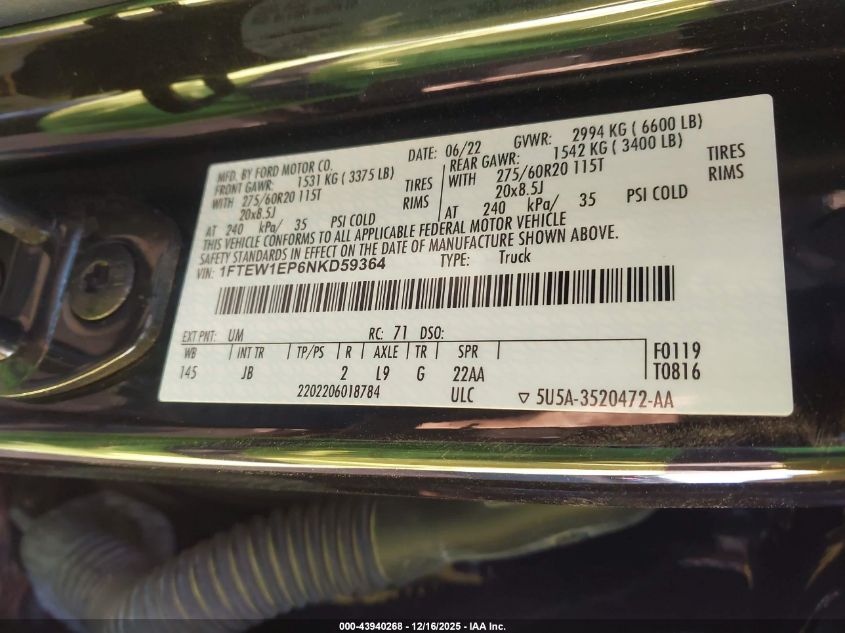 MFD. BY FORD MOTOR CO. DATE: 06/22 GVWR: 2994 KG ( 6600 LB)
FRONT GAWR: 1531 KG ( 3375 LB) REAR GAWR: 1542 KG ( 3400 LB)
WITH 275/60R20 115T TIRES WITH 275/60R20 115T TIRES
20x8.5J RIMS 20x8.5J RIMS
AT 240 kPa/ 35 PSI COLD AT 240 kPa/ 35 PSI COLD
THIS VEHICLE CONFORMS TO ALL APPLICABLE FEDERAL MOTOR VEHICLE
SAFETY STANDARDS IN EFFECT ON THE DATE OF MANUFACTURE SHOWN ABOVE.
VIN: 1FTEW1EP6NKD59364 TYPE: Truck
EXT PNT: UM RC: 71 DSO:
WB INT TR TP/PS R AXLE TR SPR F0119
145 JB 2 L9 G 22AA T0816
2202206018784 ULC ▽ 5U5A-3520472-AA
000-43940268 - 12/16/2025 - IAA Inc.